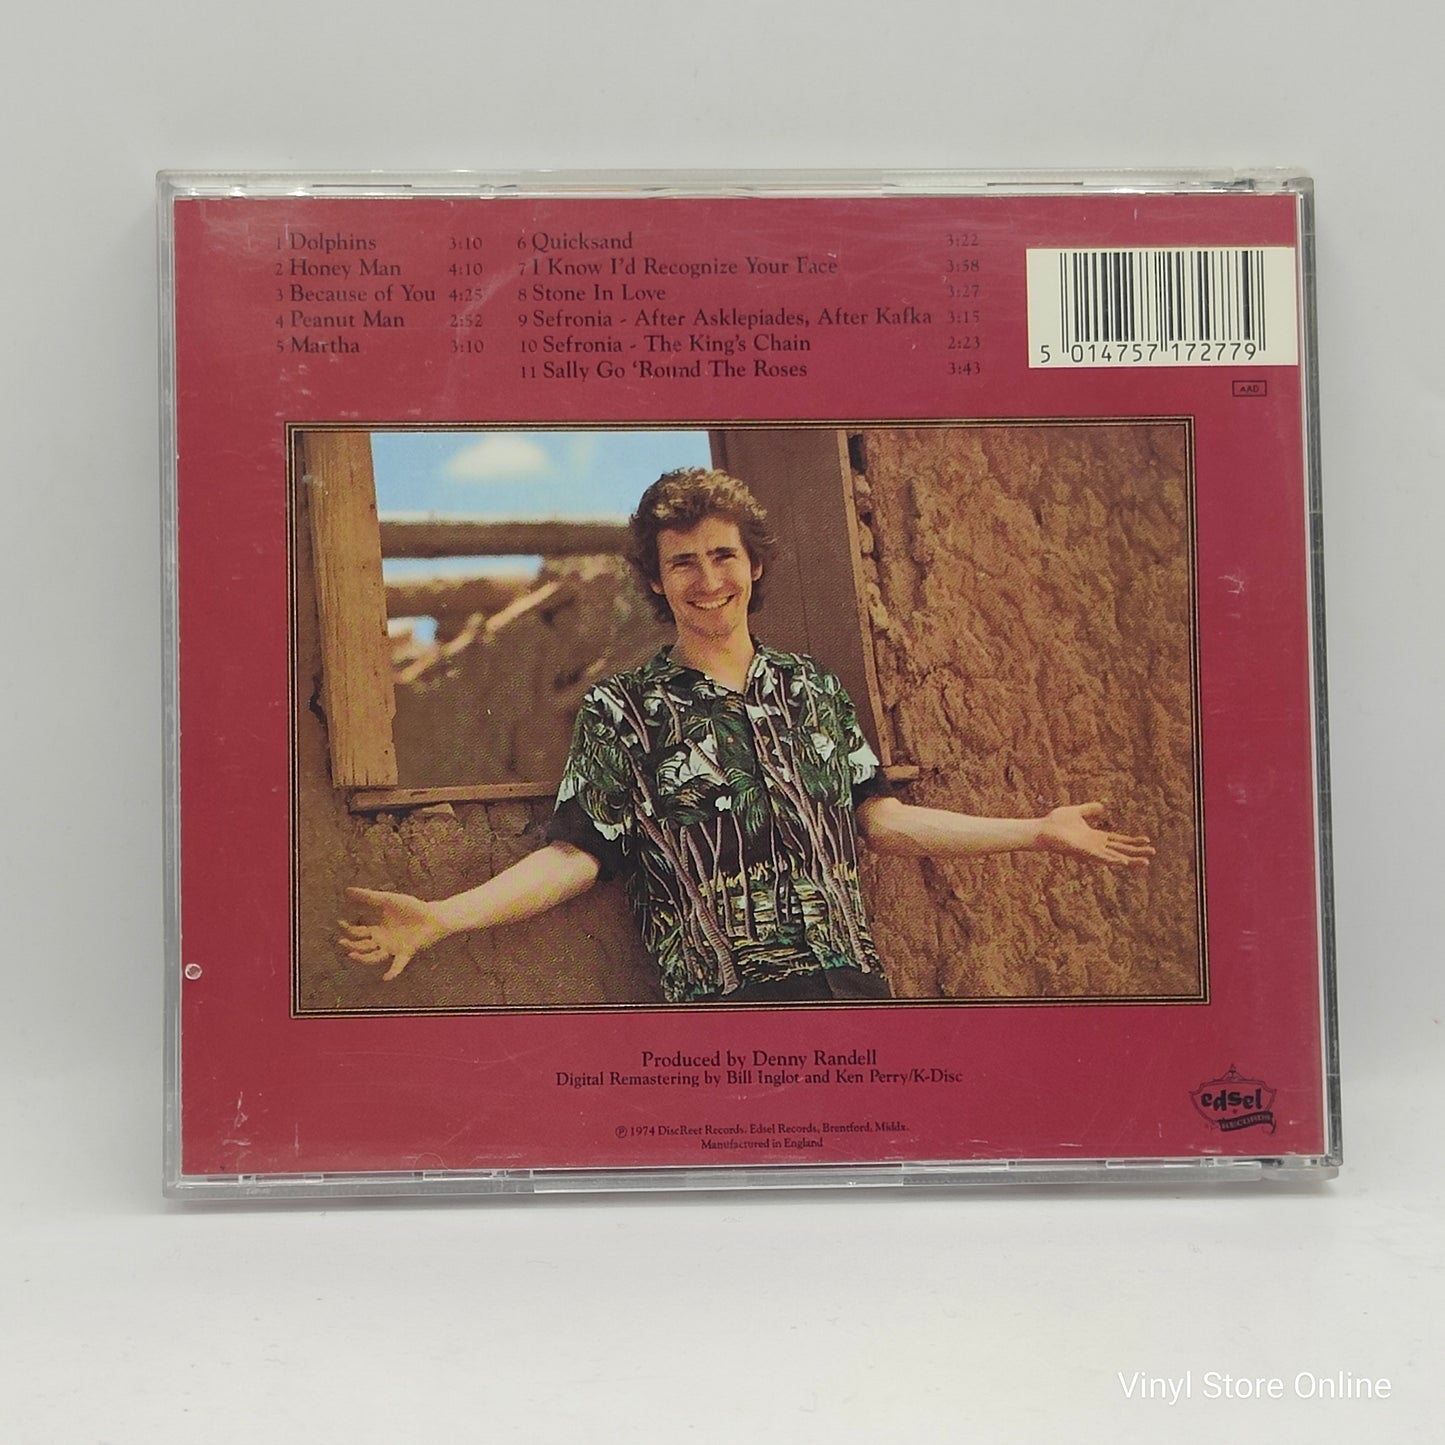 1 Dolphins 3:10
2 Honey Man 4:10
3 Because of You 4:25
4 Peanut Man 2:52
5 Martha 3:10
6 Quicksand 3:22
7 I Know I'd Recognize Your Face 3:58
8 Stone In Love 3:27
9 Sefronia - After Asklepiades, After Kafka 3:15
10 Sefronia - The King's Chain 2:23
11 Sally Go 'Round The Roses 3:43
5 014757 172779
AAD
Produced by Denny Randell
Digital Remastering by Bill Inglot and Ken Perry/K-Disc
℗ 1974 DiscReet Records. Edsel Records, Brentford, Middx.
Manufactured in England
edsel
RECORDS
Vinyl Store Online